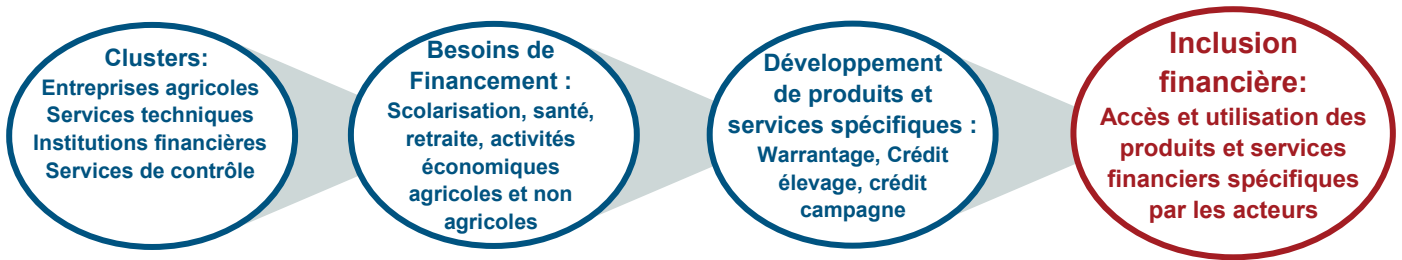 Clusters:
Entreprises agricoles
Services techniques
Institutions financières
Services de contrôle
Besoins de
Financement :
Scolarisation, santé,
retraite, activités
économiques
agricoles et non
agricoles
Développement
de produits et
services spécifiques :
Warrantage, Crédit
élevage, crédit
campagne
Inclusion
financière:
Accès et utilisation des
produits et services
financiers spécifiques
par les acteurs